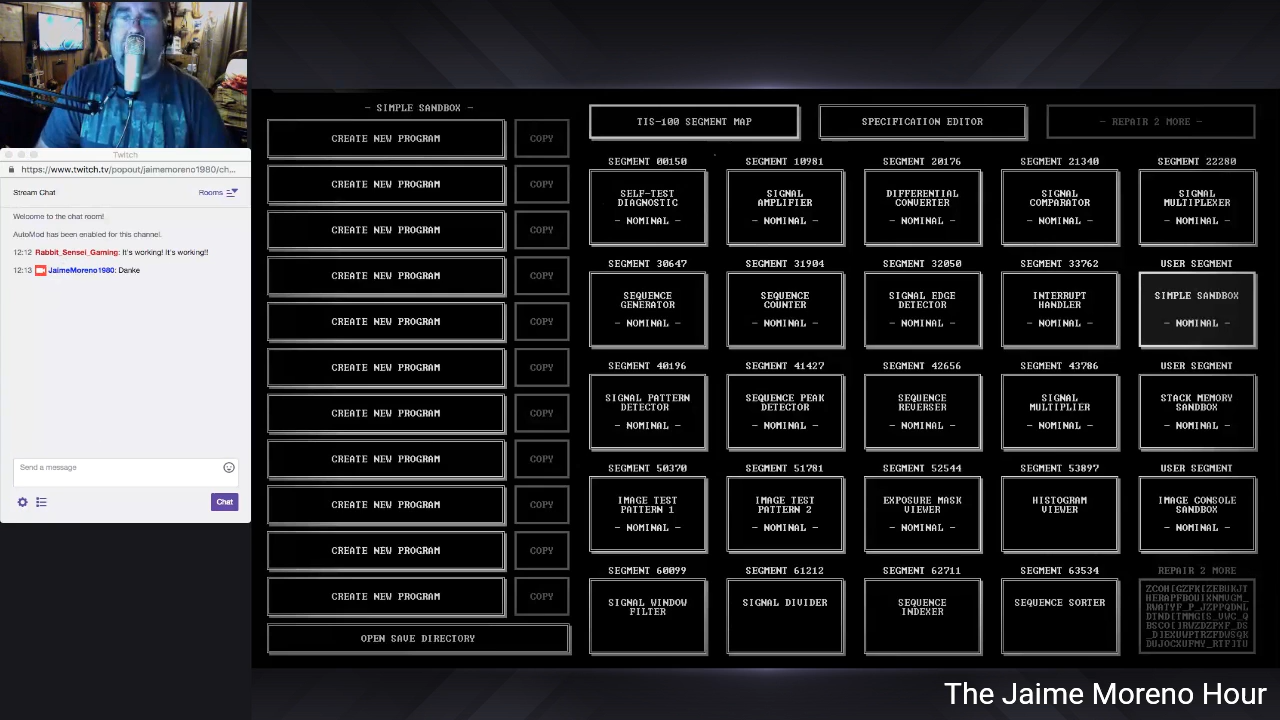 Twitch
https://www.twitch.tv/popout/jaimemoreno1980/ch...
Stream Chat
Rooms
Welcome to the chat room!
AutoMod has been enabled for this channel.
12:12 Rabbit_Sensei_Gaming: It's working! It's working!!
12:13 JaimeMoreno1980: Danke
Send a message
Chat
— SIMPLE SANDBOX —
CREATE NEW PROGRAM COPY
CREATE NEW PROGRAM COPY
CREATE NEW PROGRAM COPY
CREATE NEW PROGRAM COPY
CREATE NEW PROGRAM COPY
CREATE NEW PROGRAM COPY
CREATE NEW PROGRAM COPY
CREATE NEW PROGRAM COPY
CREATE NEW PROGRAM COPY
CREATE NEW PROGRAM COPY
CREATE NEW PROGRAM COPY
OPEN SAVE DIRECTORY
TIS-100 SEGMENT MAP
SPECIFICATION EDITOR
— REPAIR 2 MORE —
SEGMENT 00150
SELF-TEST
DIAGNOSTIC
— NOMINAL —
SEGMENT 10981
SIGNAL
AMPLIFIER
— NOMINAL —
SEGMENT 20176
DIFFERENTIAL
CONVERTER
— NOMINAL —
SEGMENT 21340
SIGNAL
COMPARATOR
— NOMINAL —
SEGMENT 22280
SIGNAL
MULTIPLEXER
— NOMINAL —
SEGMENT 30647
SEQUENCE
GENERATOR
— NOMINAL —
SEGMENT 31904
SEQUENCE
COUNTER
— NOMINAL —
SEGMENT 32050
SIGNAL EDGE
DETECTOR
— NOMINAL —
SEGMENT 33762
INTERRUPT
HANDLER
— NOMINAL —
USER SEGMENT
SIMPLE SANDBOX
— NOMINAL —
SEGMENT 40196
SIGNAL PATTERN
DETECTOR
— NOMINAL —
SEGMENT 41427
SEQUENCE PEAK
DETECTOR
— NOMINAL —
SEGMENT 42656
SEQUENCE
REVERSER
— NOMINAL —
SEGMENT 43786
SIGNAL
MULTIPLIER
— NOMINAL —
USER SEGMENT
STACK MEMORY
SANDBOX
— NOMINAL —
SEGMENT 50370
IMAGE TEST
PATTERN 1
— NOMINAL —
SEGMENT 51781
IMAGE TEST
PATTERN 2
— NOMINAL —
SEGMENT 52544
EXPOSURE MASK
VIEWER
— NOMINAL —
SEGMENT 53897
HISTOGRAM
VIEWER
USER SEGMENT
IMAGE CONSOLE
SANDBOX
— NOMINAL —
SEGMENT 60099
SIGNAL WINDOW
FILTER
SEGMENT 61212
SIGNAL DIVIDER
SEGMENT 62711
SEQUENCE
INDEXER
SEGMENT 63534
SEQUENCE SORTER
REPAIR 2 MORE
The Jaime Moreno Hour